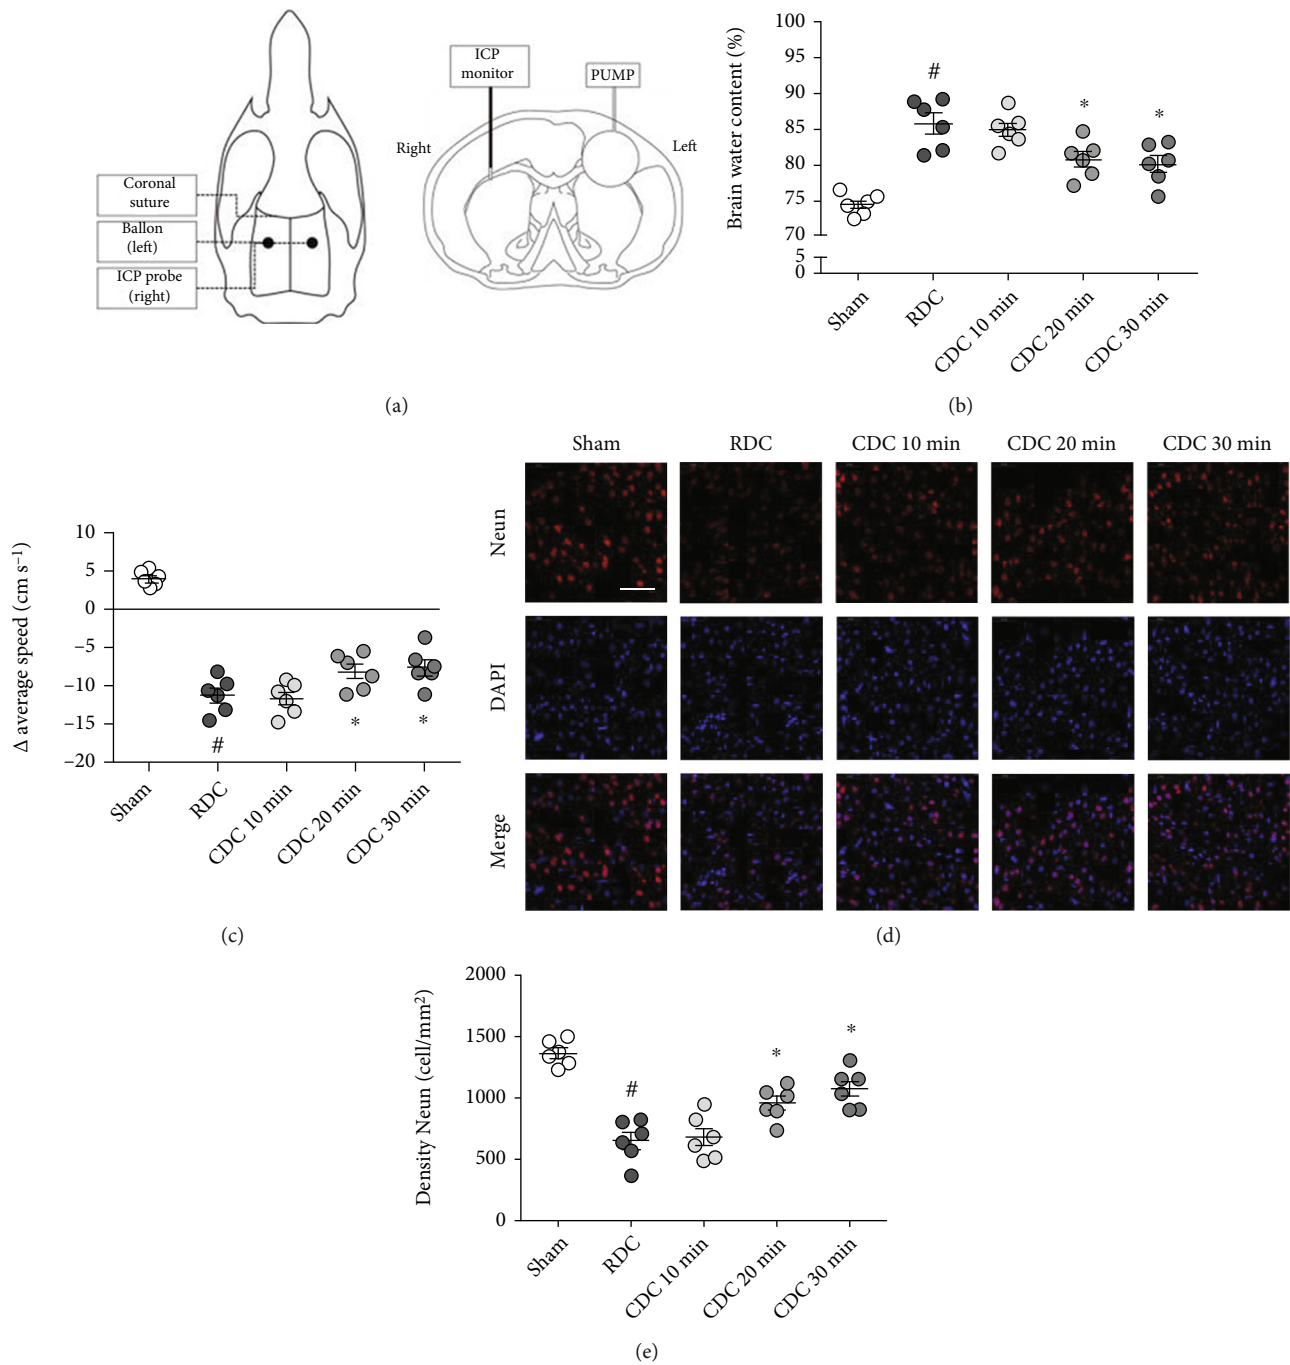 ICP
monitor
PUMP
Right
Left
Coronal
suture
Ballon
(left)
ICP probe
(right)
(a)
Brain water content (%)
100
95
90
85
80
75
70
5
0
#
*
*
Sham
RDC
CDC 10 min
CDC 20 min
CDC 30 min
(b)
Δ average speed (cm s⁻¹)
10
5
0
−5
−10
−15
−20
#
*
*
Sham
RDC
CDC 10 min
CDC 20 min
CDC 30 min
(c)
Sham
RDC
CDC 10 min
CDC 20 min
CDC 30 min
Neun
DAPI
Merge
(d)
Density Neun (cell/mm²)
2000
1500
1000
500
0
#
*
*
Sham
RDC
CDC 10 min
CDC 20 min
CDC 30 min
(e)